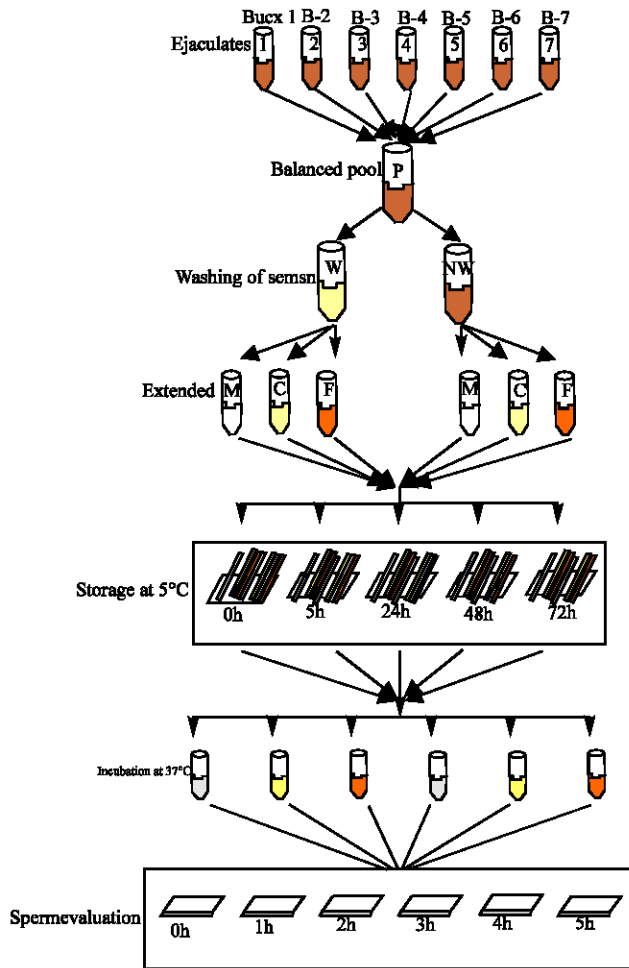 Bucx 1 B-2 B-3 B-4 B-5 B-6 B-7
Ejaculates 1 2 3 4 5 6 7
Balanced pool P
Washing of semsn W NW
Extended M C F M C F
Storage at 5°C
0h 5h 24h 48h 72h
Incubation at 37°C
Spermevaluation
0h 1h 2h 3h 4h 5h